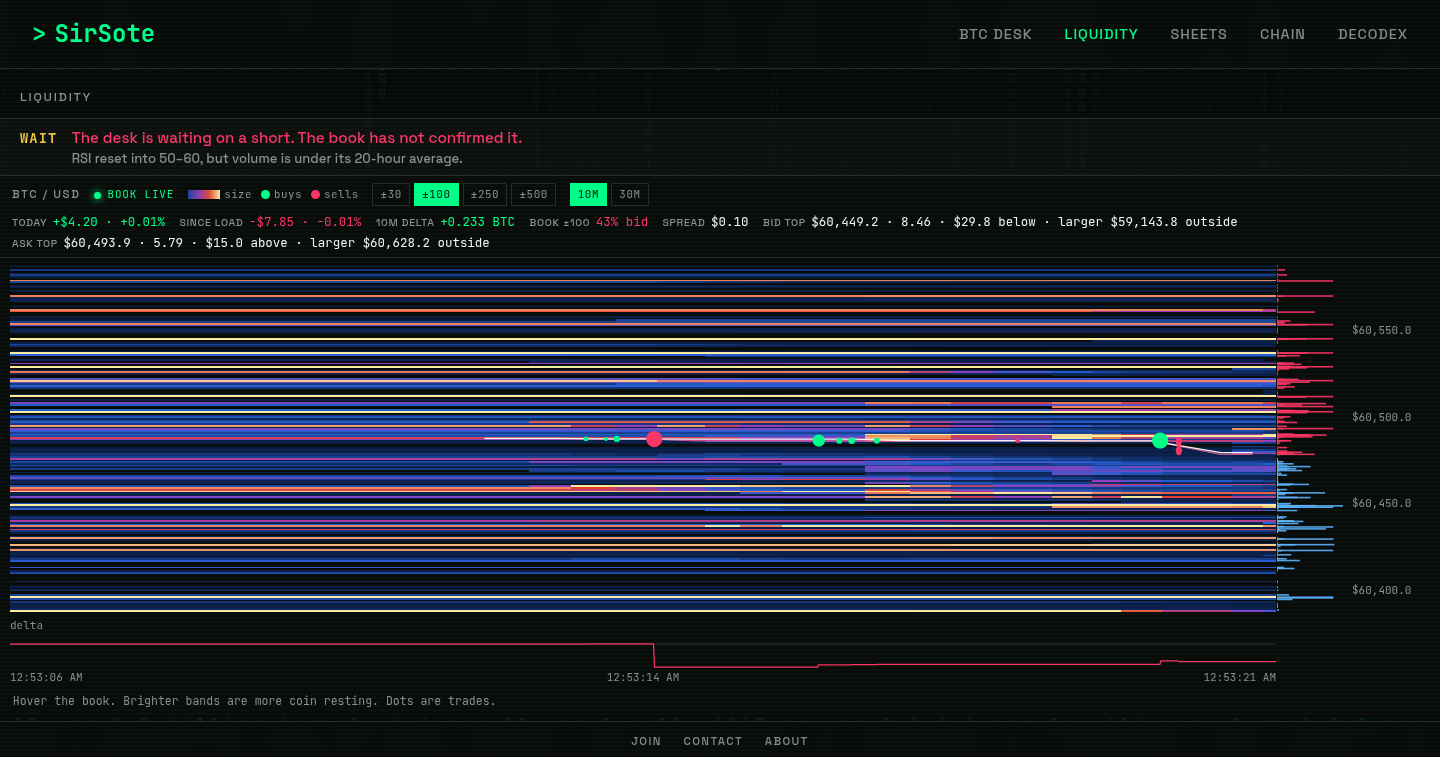 > SirSote
BTC DESK LIQUIDITY SHEETS CHAIN DECODEX
LIQUIDITY
WAIT The desk is waiting on a short. The book has not confirmed it.
RSI reset into 50–60, but volume is under its 20-hour average.
BTC / USD BOOK LIVE size buys sells ±30 ±100 ±250 ±500 10M 30M
TODAY +$4.20 · +0.01% SINCE LOAD -$7.85 · -0.01% 10M DELTA +0.233 BTC BOOK ±100 43% bid SPREAD $0.10 BID TOP $60,449.2 · 8.46 · $29.8 below · larger $59,143.8 outside
ASK TOP $60,493.9 · 5.79 · $15.0 above · larger $60,628.2 outside
$60,550.0
$60,500.0
$60,450.0
$60,400.0
delta
12:53:06 AM 12:53:14 AM 12:53:21 AM
Hover the book. Brighter bands are more coin resting. Dots are trades.
JOIN CONTACT ABOUT